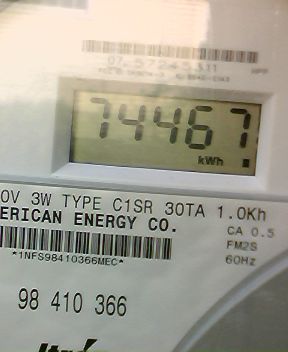 74467
kWh
0V 3W TYPE C1SR 30TA 1.0Kh
ERICAN ENERGY CO.
CA 0.5
FM2S
60Hz
*1NFS98410366MEC*
98 410 366
Itrón